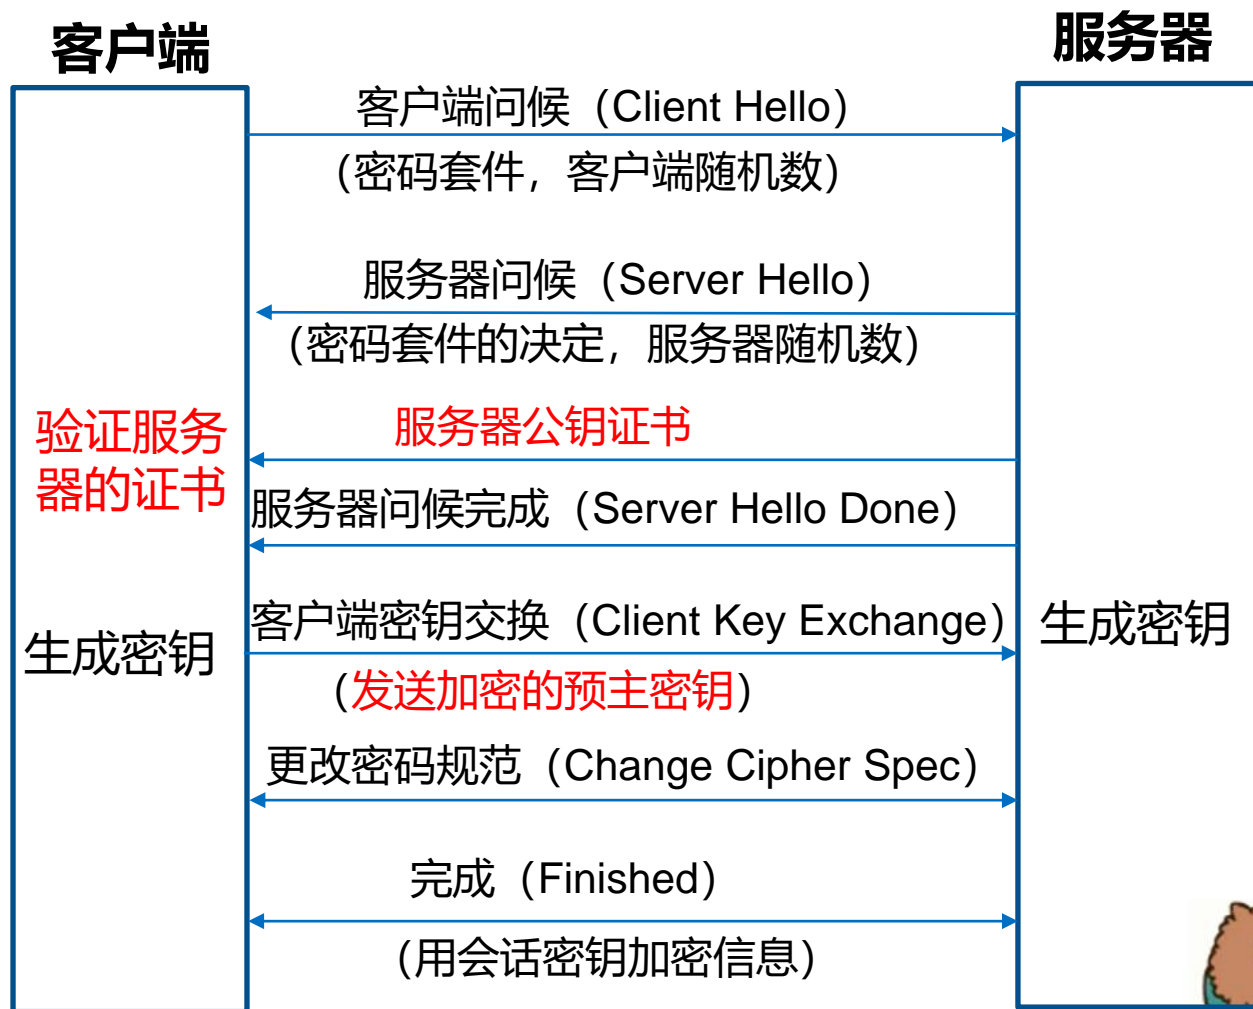 客户端
服务器
客户端问候（Client Hello）
（密码套件，客户端随机数）
服务器问候（Server Hello）
（密码套件的决定，服务器随机数）
验证服务
器的证书
服务器公钥证书
服务器问候完成（Server Hello Done）
生成密钥
客户端密钥交换（Client Key Exchange）
生成密钥
（发送加密的预主密钥）
更改密码规范（Change Cipher Spec）
完成（Finished）
（用会话密钥加密信息）